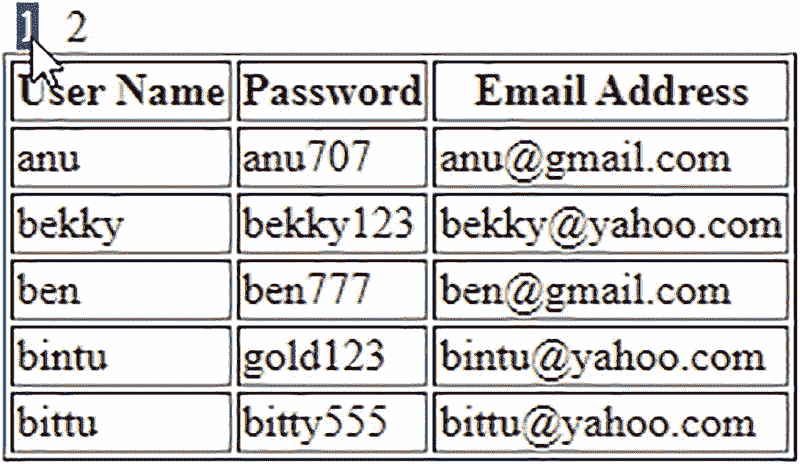 1 2
User Name Password Email Address
anu anu707 anu@gmail.com
bekky bekky123 bekky@yahoo.com
ben ben777 ben@gmail.com
bintu gold123 bintu@yahoo.com
bittu bitty555 bittu@yahoo.com